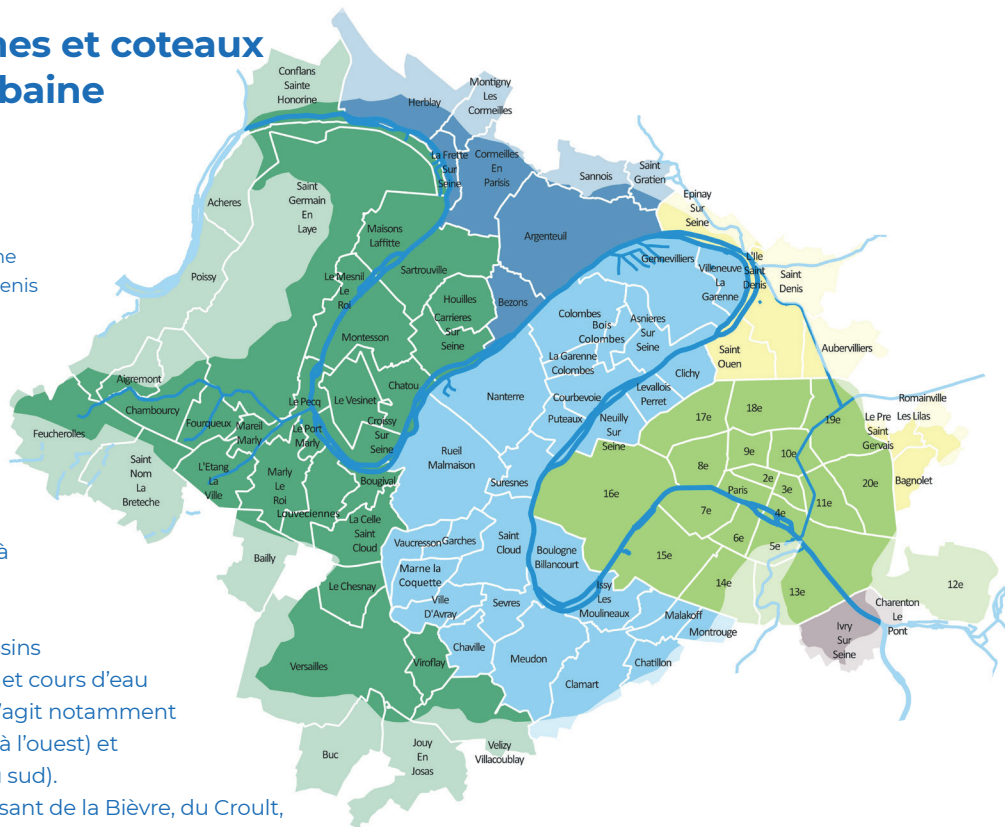 nes et coteaux
baine
ne
enis
à
sins
et cours d’eau
’agit notamment
à l’ouest) et
u sud).
sant de la Bièvre, du Croult,
Conflans
Sainte
Honorine
Herblay
Montigny
Les
Cormeilles
La Frette
Sur
Seine
Cormeilles
En
Parisis
Sannois
Saint
Gratien
Epinay
Sur
Seine
Acheres
Saint
Germain
En
Laye
Maisons
Laffitte
Argenteuil
Gennevilliers
Villeneuve
La
Garenne
L'Ile
Saint
Denis
Saint
Denis
Poissy
Le Mesnil
Le
Roi
Sartrouville
Houilles
Bezons
Carrieres
Sur
Seine
Colombes
Bois
Colombes
Asnieres
Sur
Seine
Aubervilliers
Montesson
La Garenne
Colombes
Saint
Ouen
Clichy
Aigremont
Chambourcy
Le Pecq
Le Vesinet
Chatou
Nanterre
Courbevoie
Levallois
Perret
Romainville
Fourqueux
Mareil
Marly
Le Port
Marly
Croissy
Sur
Seine
Puteaux
Neuilly
Sur
Seine
17e
18e
19e
Le Pre
Saint
Gervais
Les Lilas
Feucherolles
Saint
Nom
La
Breteche
L'Etang
La
Ville
Marly
Le
Roi
Louveciennes
Bougival
Rueil
Malmaison
Suresnes
8e
9e
10e
2e
3e
20e
Bagnolet
16e
Paris
4e
11e
7e
6e
5e
La Celle
Saint
Cloud
Vaucresson
Garches
Saint
Cloud
Boulogne
Billancourt
15e
14e
13e
12e
Bailly
Le Chesnay
Marne la
Coquette
Ville
D'Avray
Sevres
Issy
Les
Moulineaux
Malakoff
Montrouge
Ivry
Sur
Seine
Charenton
Le
Pont
Versailles
Viroflay
Chaville
Meudon
Clamart
Chatillon
Buc
Jouy
En
Josas
Velizy
Villacoublay